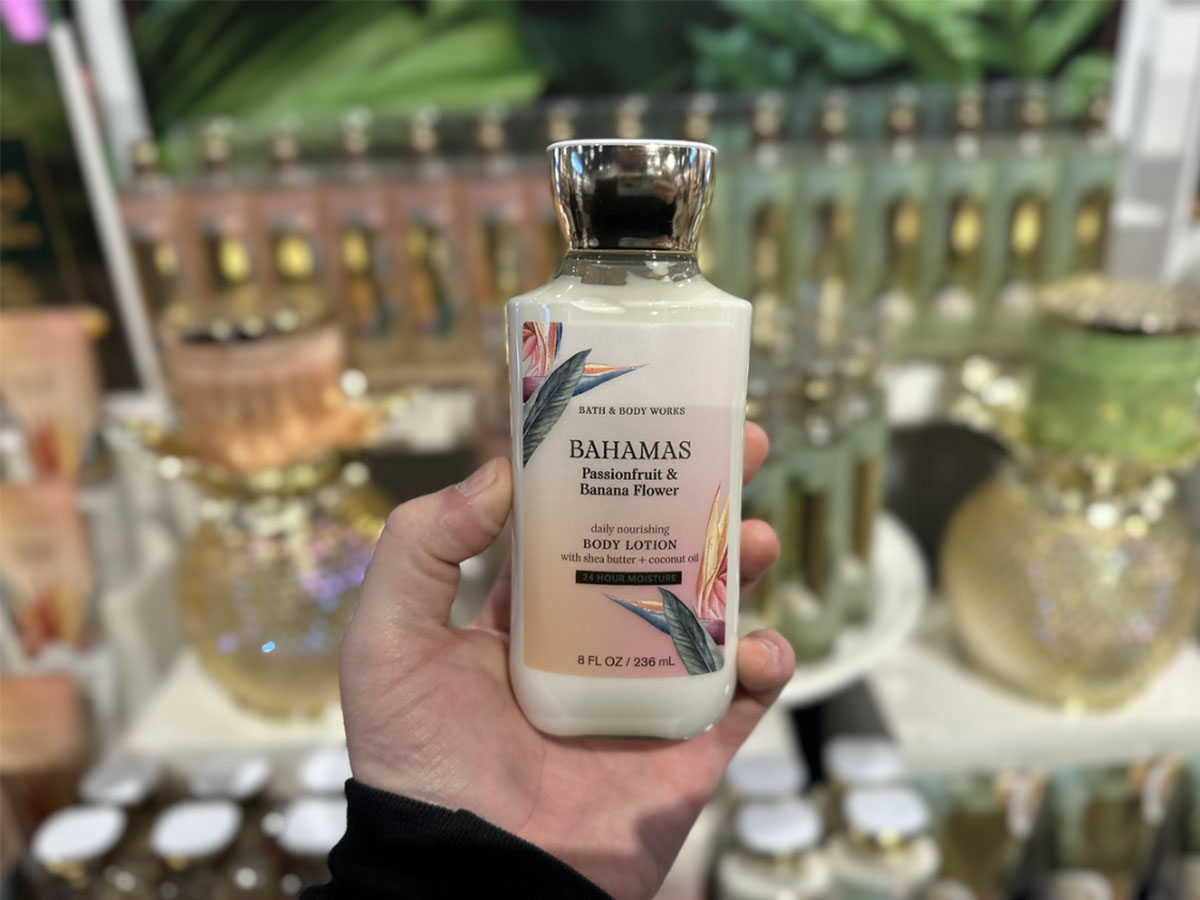 BATH & BODY WORKS
BAHAMAS
Passionfruit &
Banana Flower
daily nourishing
BODY LOTION
with shea butter + coconut oil
24 HOUR MOISTURE
8 FL OZ / 236 mL